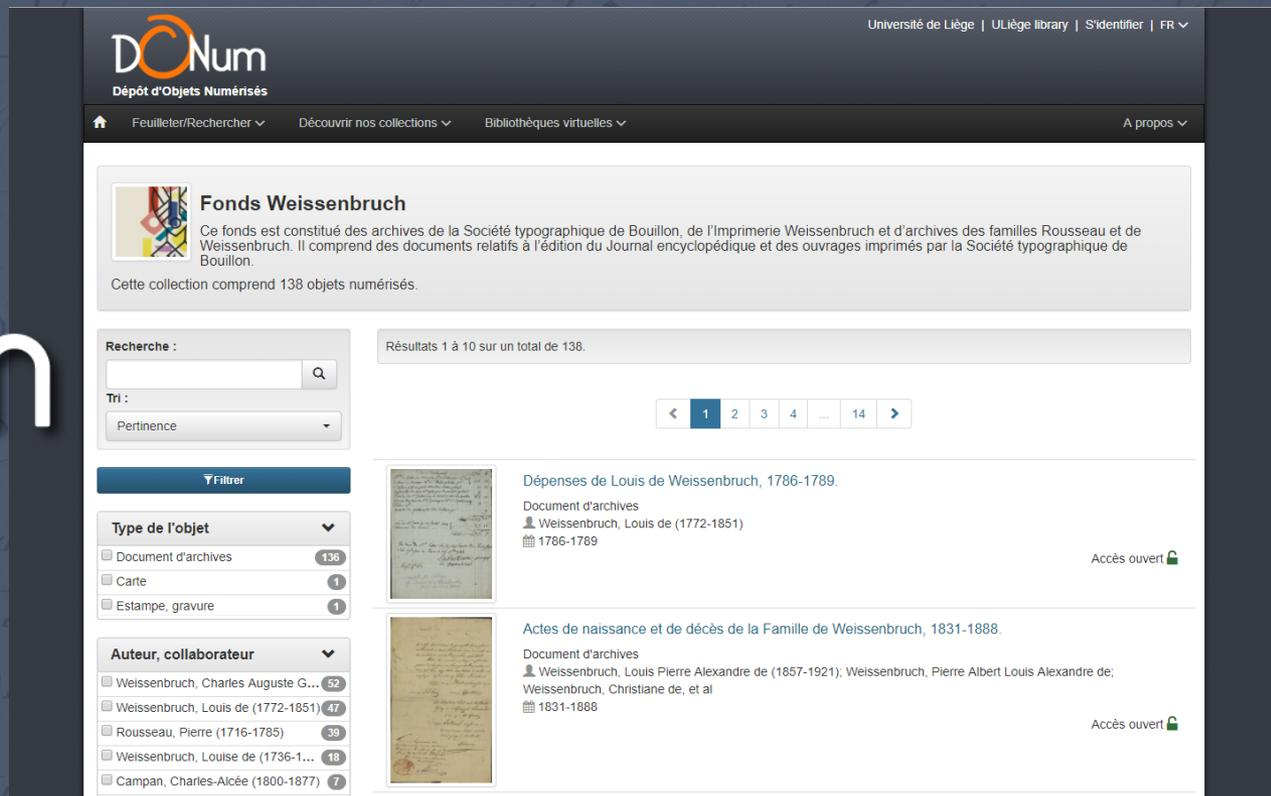 DONum
Dépôt d'Objets Numérisés
Université de Liège | ULiège library | S'identifier | FR
Feuilleter/Rechercher
Découvrir nos collections
Bibliothèques virtuelles
A propos
Fonds Weissenbruch
Ce fonds est constitué des archives de la Société typographique de Bouillon, de l'Imprimerie Weissenbruch et d'archives des familles Rousseau et de
Weissenbruch. Il comprend des documents relatifs à l'édition du Journal encyclopédique et des ouvrages imprimés par la Société typographique de
Bouillon.
Cette collection comprend 138 objets numérisés.
Recherche :
Tri :
Pertinence
Filtrer
Type de l'objet
Document d'archives 136
Carte 1
Estampe, gravure 1
Auteur, collaborateur
Weissenbruch, Charles Auguste G... 52
Weissenbruch, Louis de (1772-1851) 47
Rousseau, Pierre (1716-1785) 39
Weissenbruch, Louise de (1736-1... 18
Campan, Charles-Alcée (1800-1877) 7
Résultats 1 à 10 sur un total de 138.
1 2 3 4 ... 14
Dépenses de Louis de Weissenbruch, 1786-1789.
Document d'archives
Weissenbruch, Louis de (1772-1851)
1786-1789
Accès ouvert
Actes de naissance et de décès de la Famille de Weissenbruch, 1831-1888.
Document d'archives
Weissenbruch, Louis Pierre Alexandre de (1857-1921); Weissenbruch, Pierre Albert Louis Alexandre de;
Weissenbruch, Christiane de, et al
1831-1888
Accès ouvert